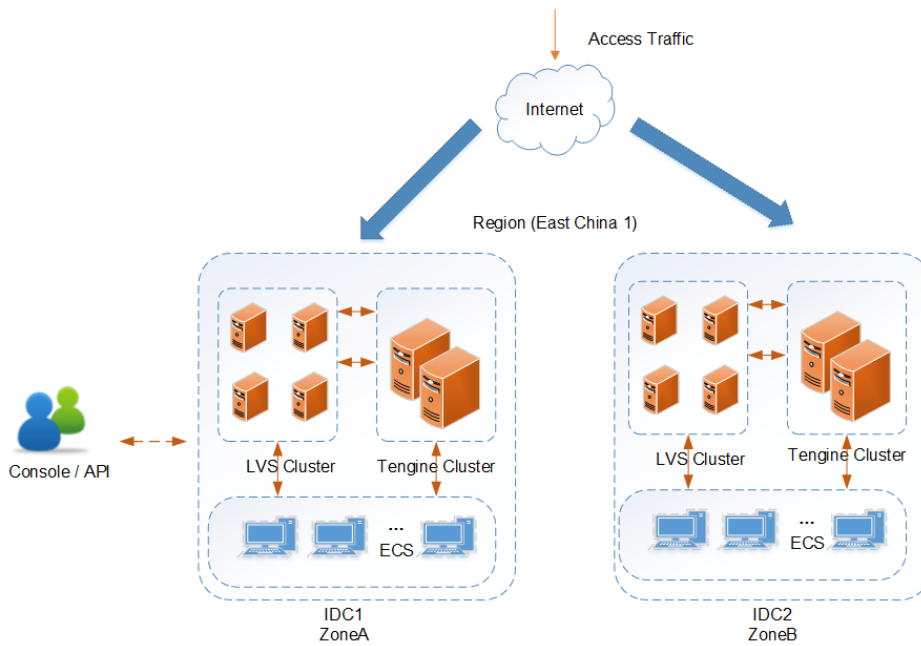 Access Traffic
Internet
Region (East China 1)
LVS Cluster
Tengine Cluster
LVS Cluster
Tengine Cluster
Console / API
...
ECS
...
ECS
IDC1
ZoneA
IDC2
ZoneB